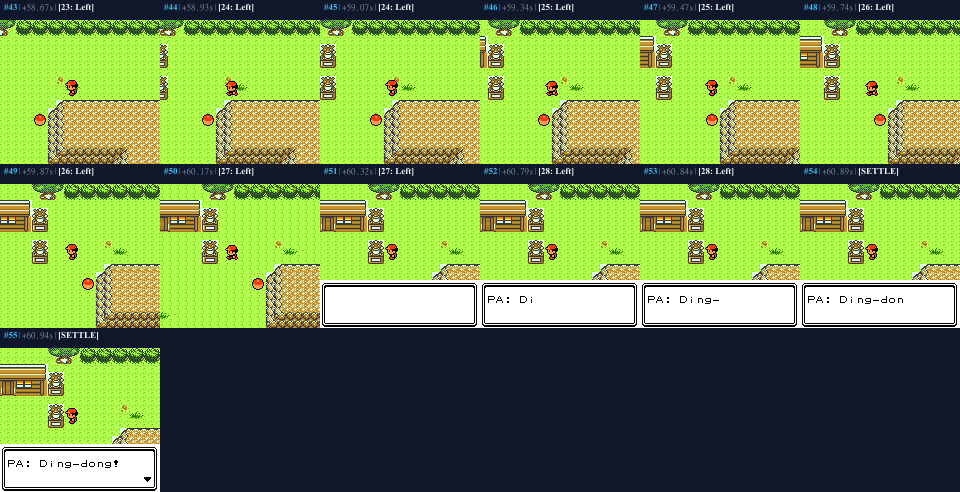 #43|+58.67s|[23: Left]
#44|+58.93s|[24: Left]
#45|+59.07s|[24: Left]
#46|+59.34s|[25: Left]
#47|+59.47s|[25: Left]
#48|+59.74s|[26: Left]
#49|+59.87s|[26: Left]
#50|+60.17s|[27: Left]
#51|+60.32s|[27: Left]
#52|+60.79s|[28: Left]
#53|+60.84s|[28: Left]
#54|+60.89s|[SETTLE]
PA: Di
PA: Ding-
PA: Ding-don
#55|+60.94s|[SETTLE]
PA: Ding-dong!